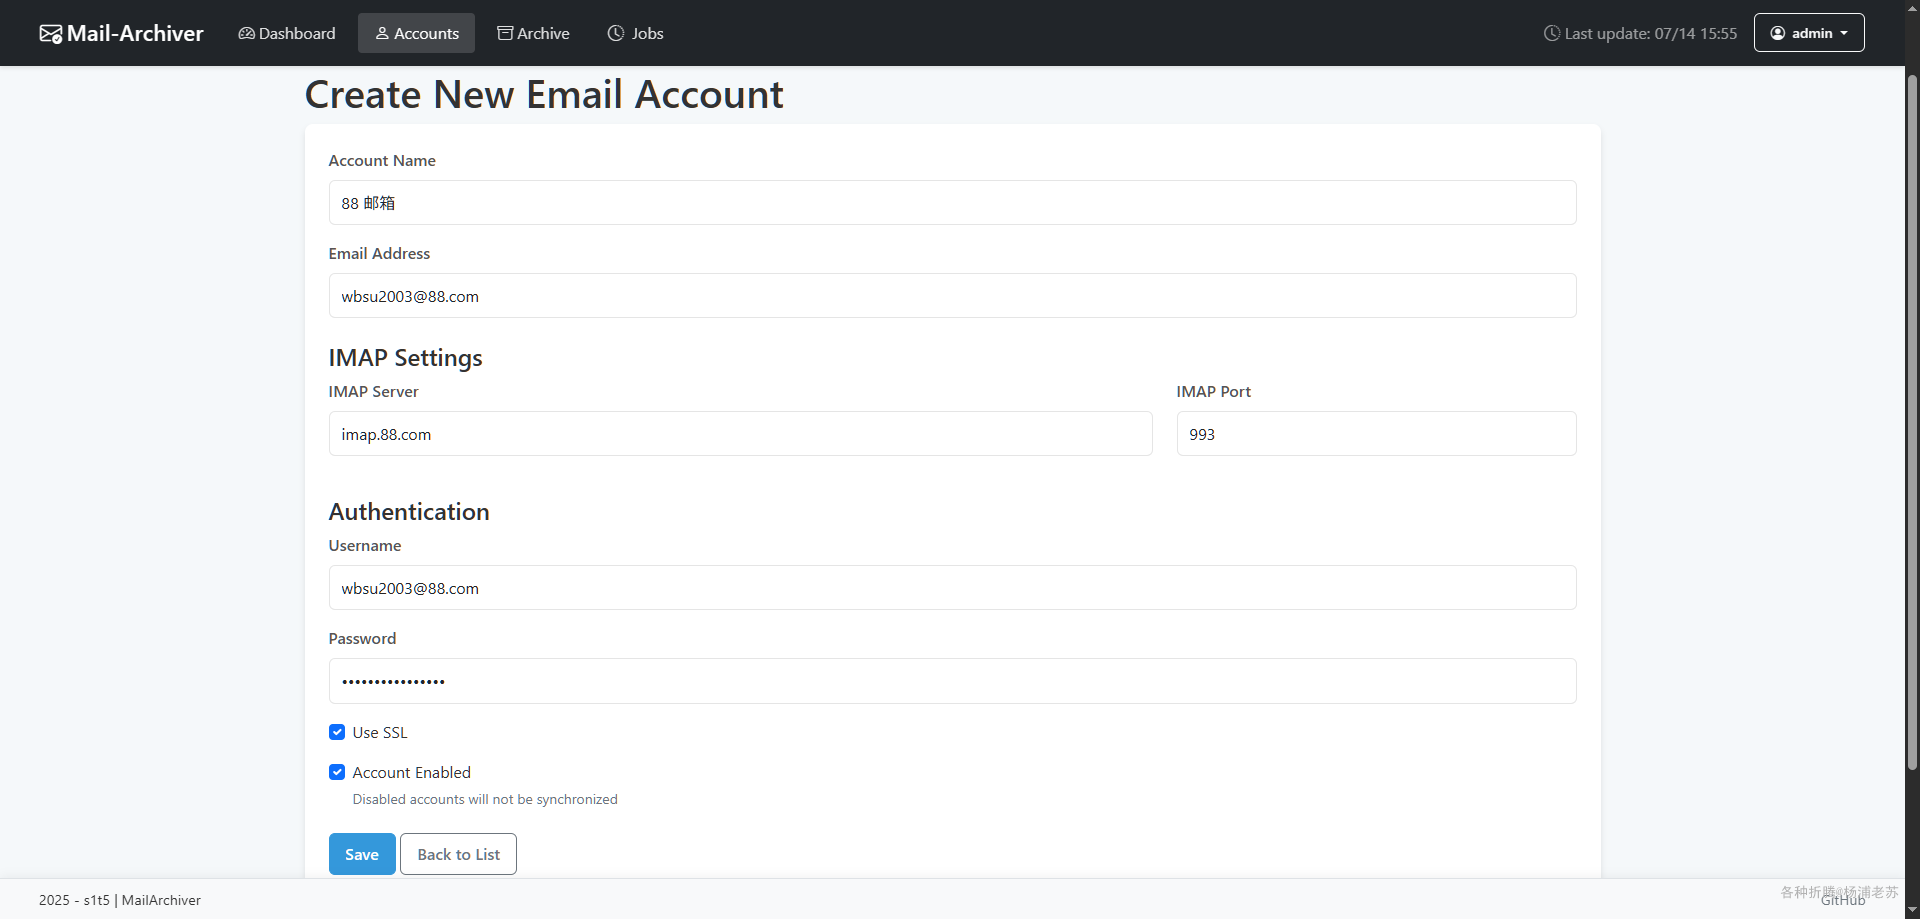 Mail-Archiver Dashboard Accounts Archive Jobs Last update: 07/14 15:55 admin
Create New Email Account
Account Name
88 邮箱
Email Address
wbsu2003@88.com
IMAP Settings
IMAP Server IMAP Port
imap.88.com 993
Authentication
Username
wbsu2003@88.com
Password
••••••••••••••••
Use SSL
Account Enabled
Disabled accounts will not be synchronized
Save Back to List
各种折腾@杨浦老苏
2025 - s1t5 | MailArchiver GitHub